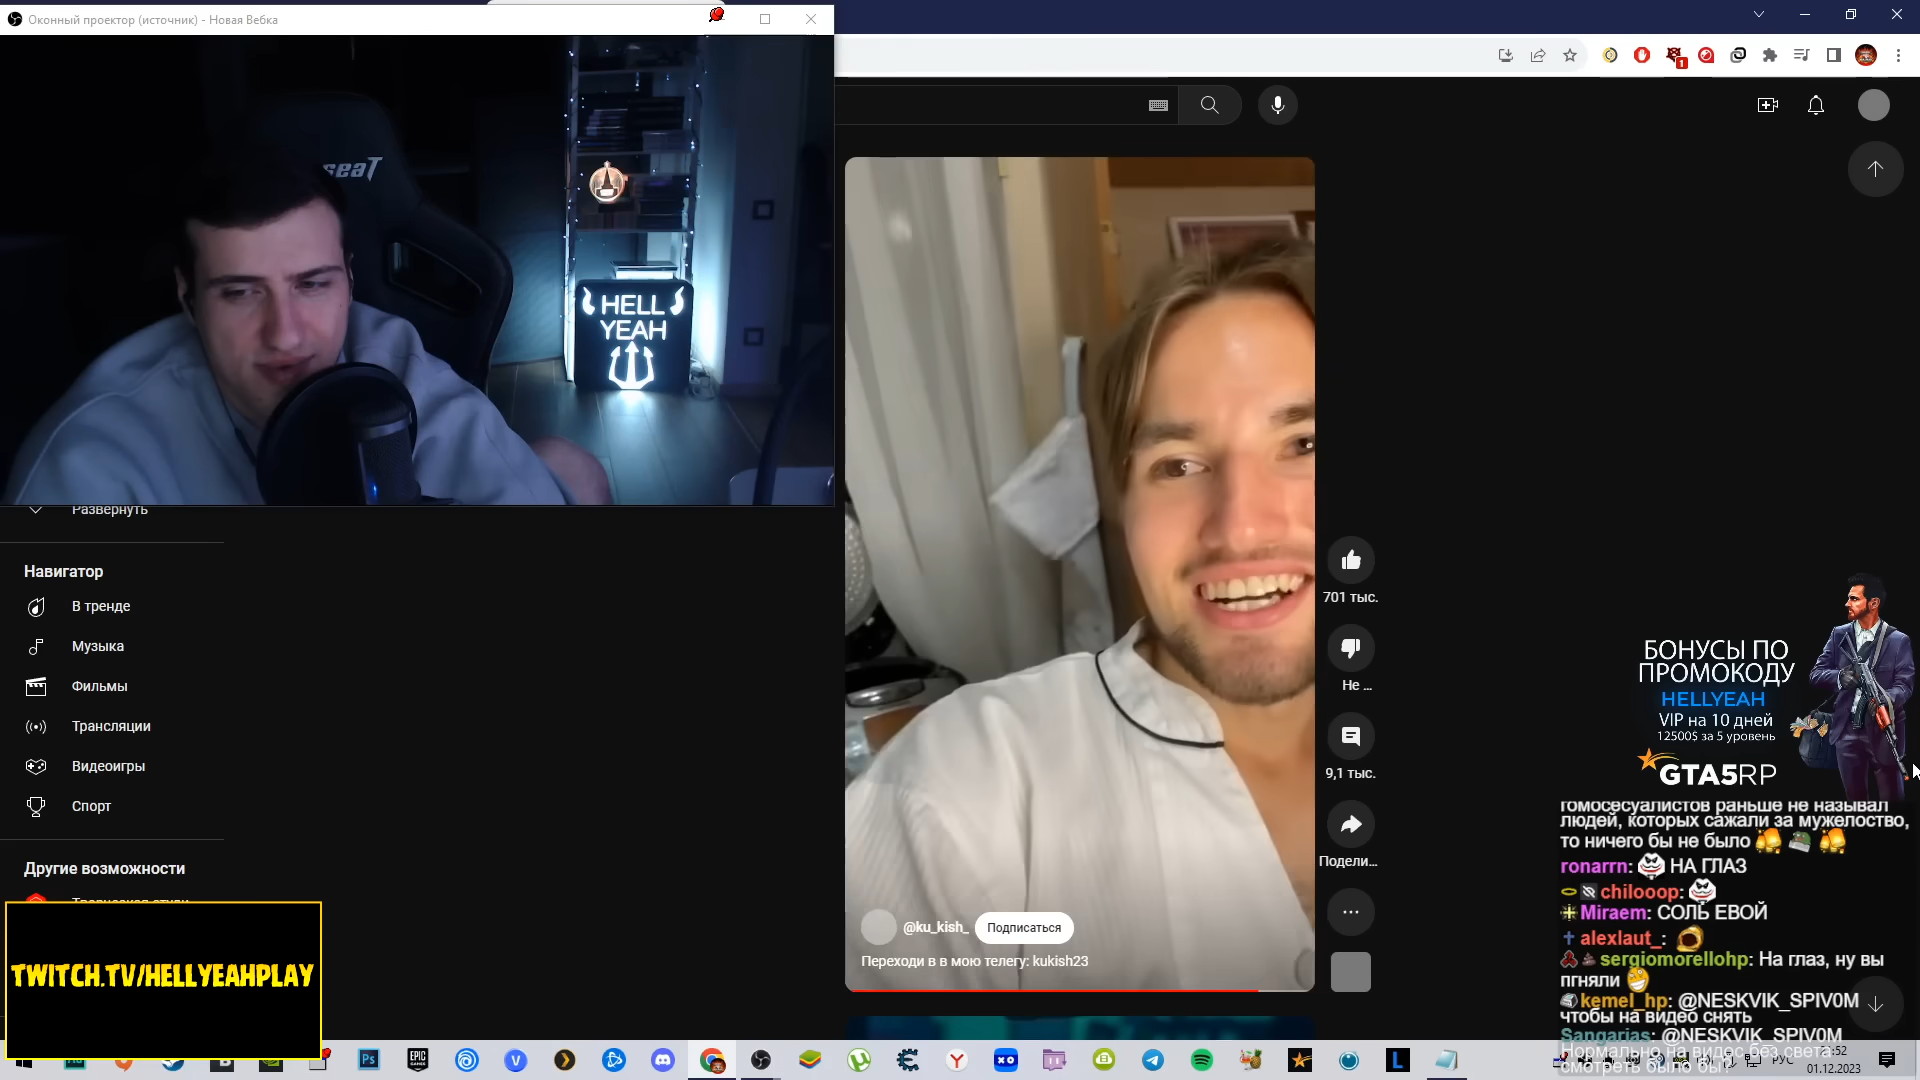 Оконный проектор (источник) - Новая Вебка
seaT
HELL
YEAH
Развернуть
Навигатор
В тренде
Музыка
Фильмы
Трансляции
Видеоигры
Спорт
Другие возможности
TWITCH.TV/HELLYEAHPLAY
701 тыс.
Не ...
9,1 тыс.
Подели...
@ku_kish_ Подписаться
Переходи в в мою телегу: kukish23
БОНУСЫ ПО
ПРОМОКОДУ
HELLYEAH
VIP на 10 дней
12500$ за 5 уровень
GTA5RP
гомосесуалистов раньше не называл
людей, которых сажали за мужелоство,
то ничего бы не было
ronarrn: НА ГЛАЗ
chilooop:
Miraem: СОЛЬ ЕВОЙ
alexlaut_:
sergiomorellohp: На глаз, ну вы
пгняли
kemel_hp: @NESKVIK_SPIV0M
чтобы на видео снять
Sangarias: @NESKVIK_SPIV0M
Нормально на видос без света
смотреть было бы?
РУС
01.12.2023